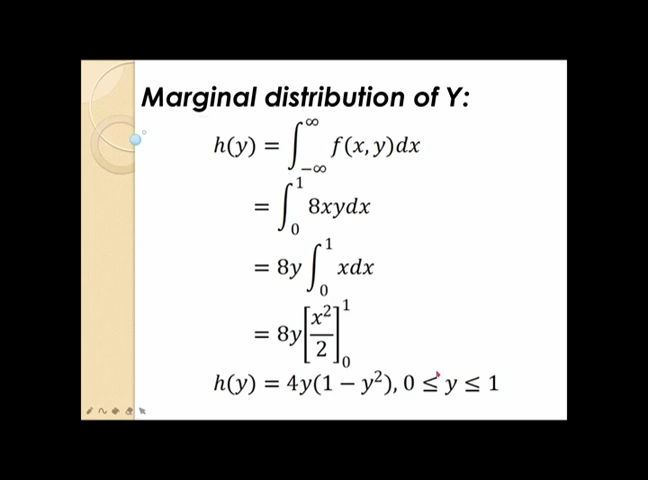 Marginal distribution of Y:
h(y) = ∫_{−∞}^{∞} f(x, y)dx
= ∫_0^1 8xydx
= 8y ∫_0^1 xdx
= 8y[x²/2]_0^1
h(y) = 4y(1 − y²), 0 ≤ y ≤ 1